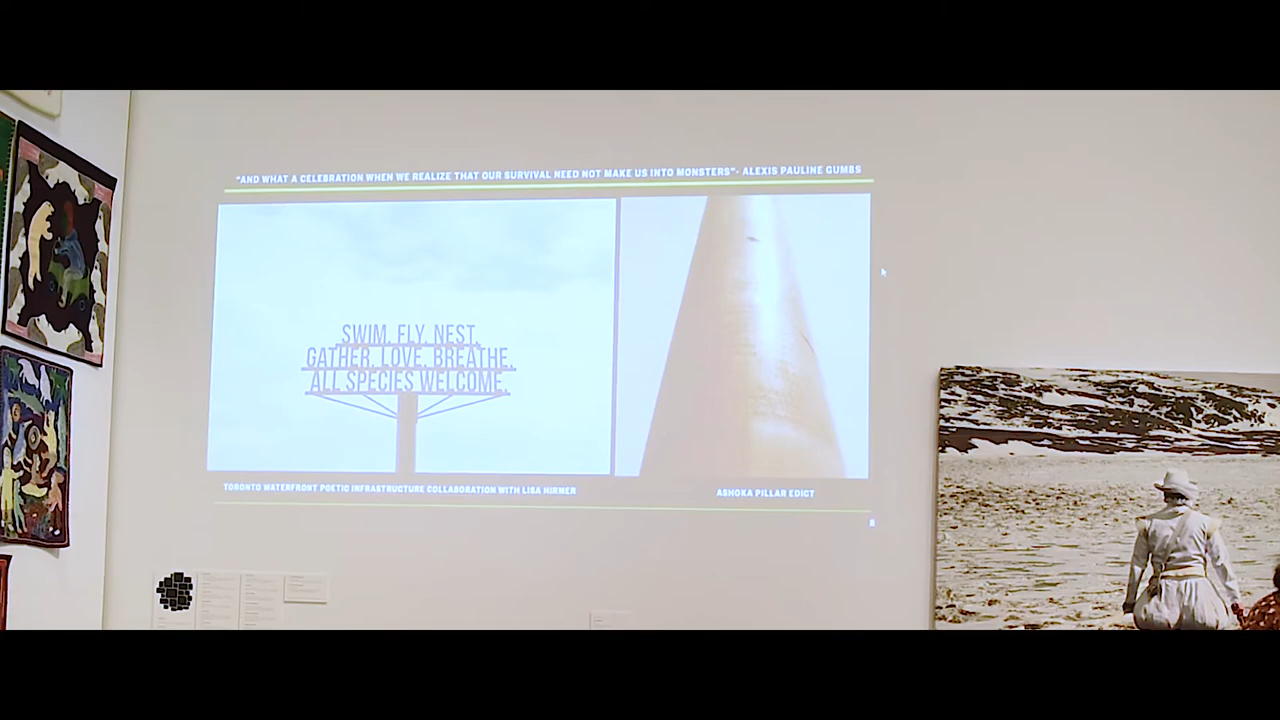 "AND WHAT A CELEBRATION WHEN WE REALIZE THAT OUR SURVIVAL NEED NOT MAKE US INTO MONSTERS"- ALEXIS PAULINE GUMBS
SWIM. FLY. NEST.
GATHER. LOVE. BREATHE.
ALL SPECIES WELCOME.
TORONTO WATERFRONT POETIC INFRASTRUCTURE COLLABORATION WITH LISA HIRMER
ASHOKA PILLAR EDICT